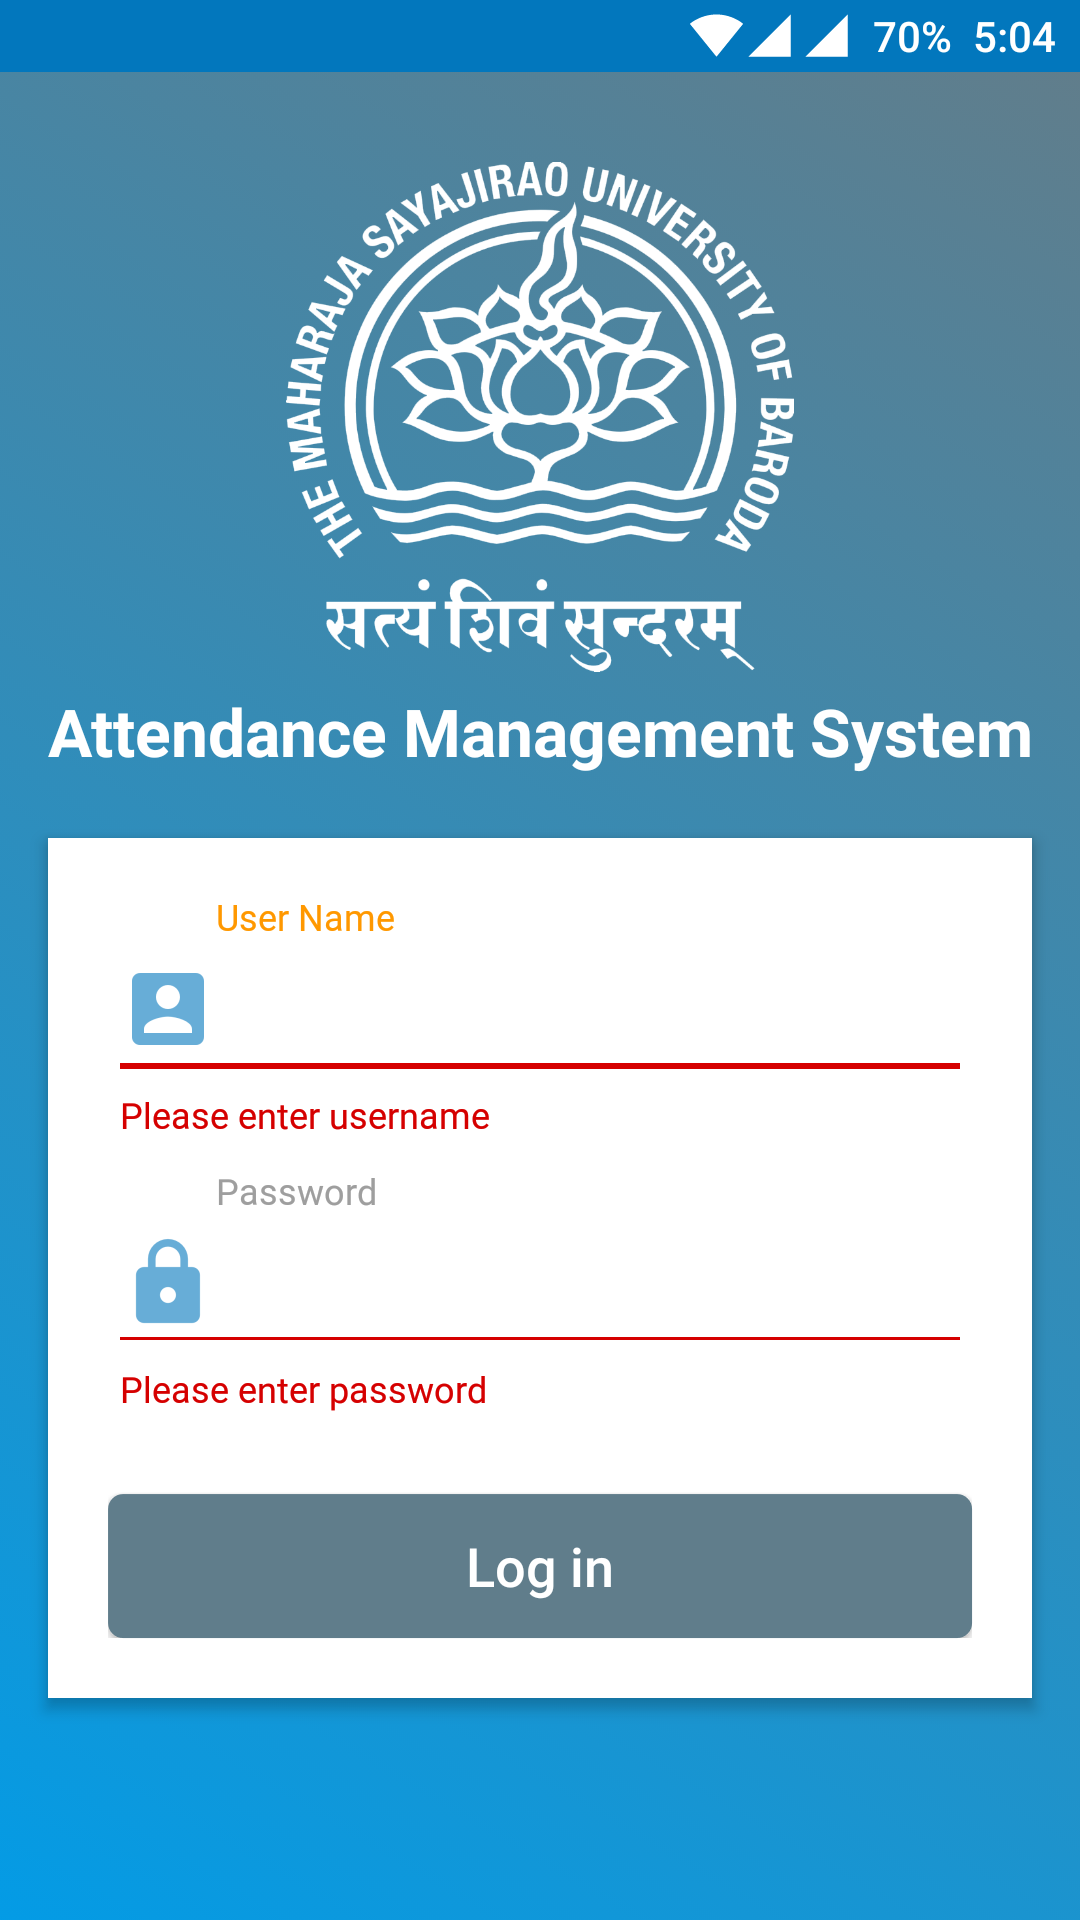 70% 5:04
THE MAHARAJA SAYAJIRAO UNIVERSITY OF BARODA
सत्यं शिवं सुन्दरम्
Attendance Management System
User Name
Please enter username
Password
Please enter password
Log in